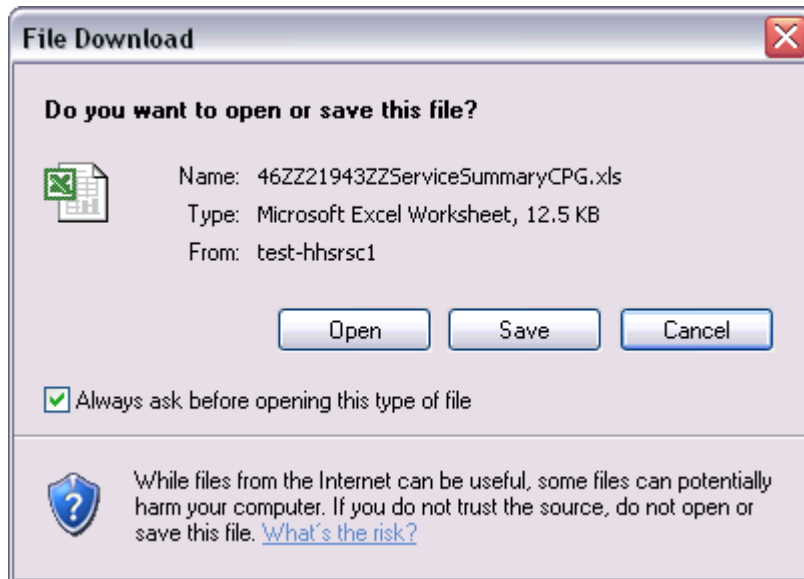 File Download
Do you want to open or save this file?
Name: 46ZZ21943ZZServiceSummaryCPG.xls
Type: Microsoft Excel Worksheet, 12.5 KB
From: test-hhsrsc1
Open Save Cancel
Always ask before opening this type of file
While files from the Internet can be useful, some files can potentially
harm your computer. If you do not trust the source, do not open or
save this file. What's the risk?